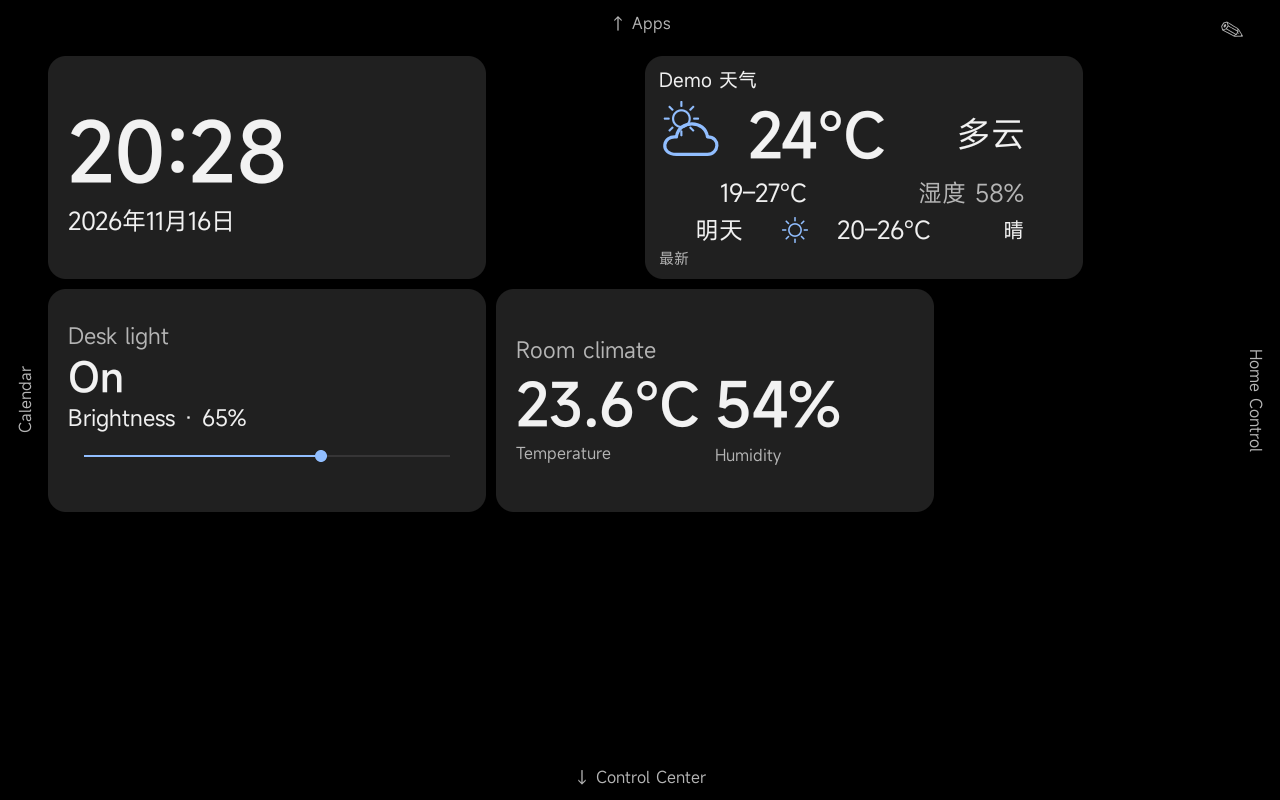 ↑ Apps
20:28
2026年11月16日
Demo 天气
24°C 多云
19–27°C 湿度 58%
明天 20–26°C 晴
最新
Calendar
Desk light
On
Brightness · 65%
Room climate
23.6°C 54%
Temperature Humidity
Home Control
↓ Control Center